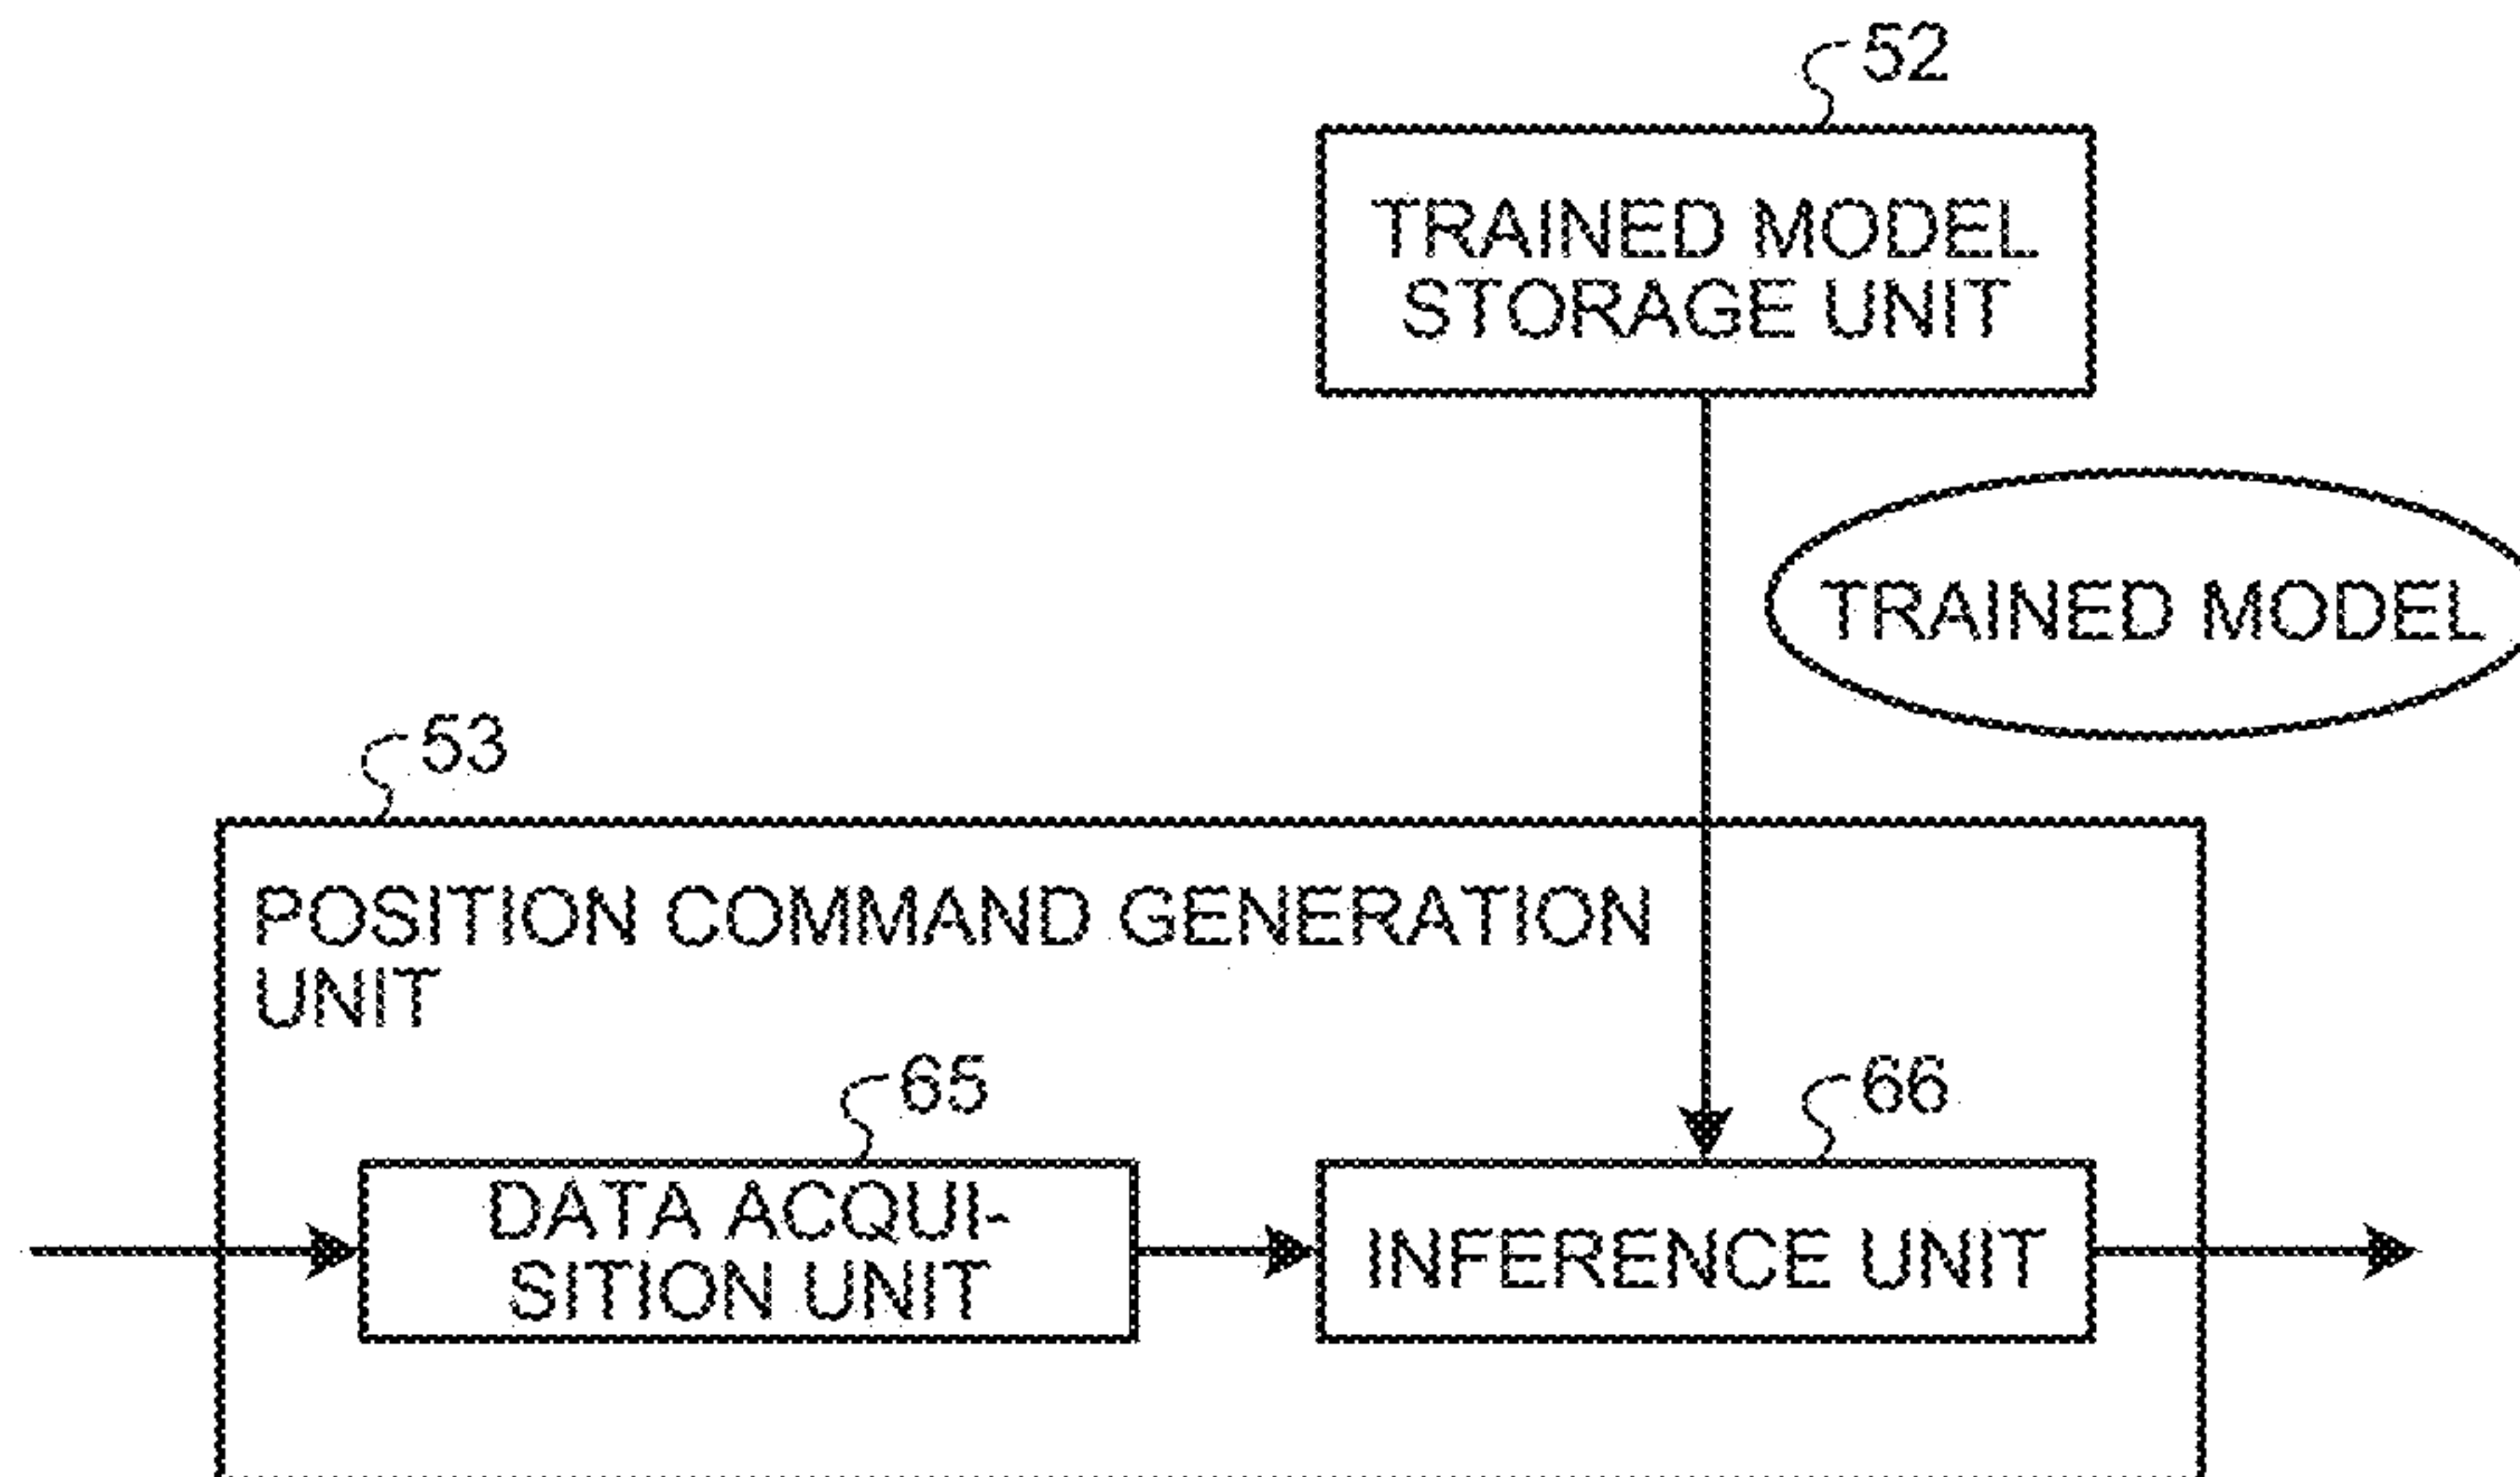 52
TRAINED MODEL
STORAGE UNIT
TRAINED MODEL
53
POSITION COMMAND GENERATION
UNIT
65
66
DATA ACQUI-
SITION UNIT
INFERENCE UNIT